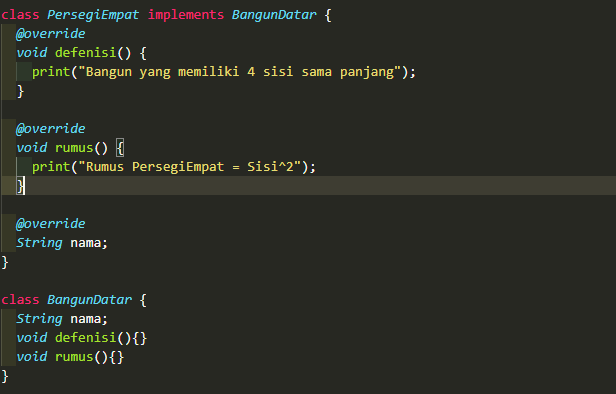 class PersegiEmpat implements BangunDatar {
@override
void defenisi() {
print("Bangun yang memiliki 4 sisi sama panjang");
}
@override
void rumus() {
print("Rumus PersegiEmpat = Sisi^2");
}
@override
String nama;
}
class BangunDatar {
String nama;
void defenisi(){}
void rumus(){}
}